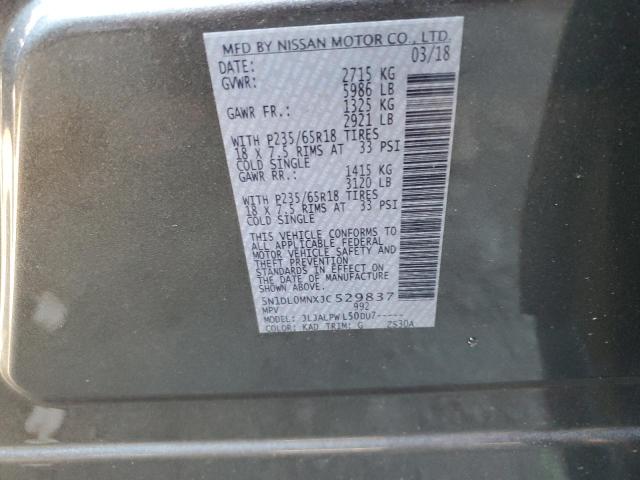 MFD BY NISSAN MOTOR CO., LTD.
DATE: 03/18
GVWR: 2715 KG
5986 LB
GAWR FR.: 1325 KG
2921 LB
WITH P235/65R18 TIRES
18 X 7.5 RIMS AT 33 PSI
COLD SINGLE
GAWR RR.: 1415 KG
3120 LB
WITH P235/65R18 TIRES
18 X 7.5 RIMS AT 33 PSI
COLD SINGLE
THIS VEHICLE CONFORMS TO
ALL APPLICABLE FEDERAL
MOTOR VEHICLE SAFETY AND
THEFT PREVENTION
STANDARDS IN EFFECT ON
THE DATE OF MANUFACTURE
SHOWN ABOVE.
5N1DL0MNXJC529837
MPV 992
MODEL: JLJALPWL50DU7-----
COLOR: KAD TRIM: G ZS30A